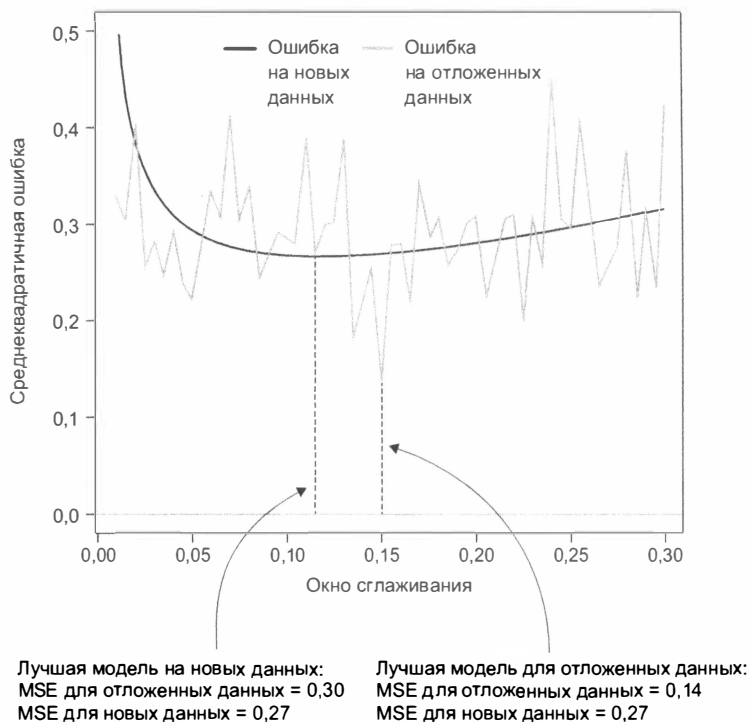 Ошибка
на новых
данных
Ошибка
на отложенных
данных
Среднеквадратичная ошибка
0,5
0,4
0,3
0,2
0,1
0,0
0,00 0,05 0,10 0,15 0,20 0,25 0,30
Окно сглаживания
Лучшая модель на новых данных:
MSE для отложенных данных = 0,30
MSE для новых данных = 0,27
Лучшая модель для отложенных данных:
MSE для отложенных данных = 0,14
MSE для новых данных = 0,27